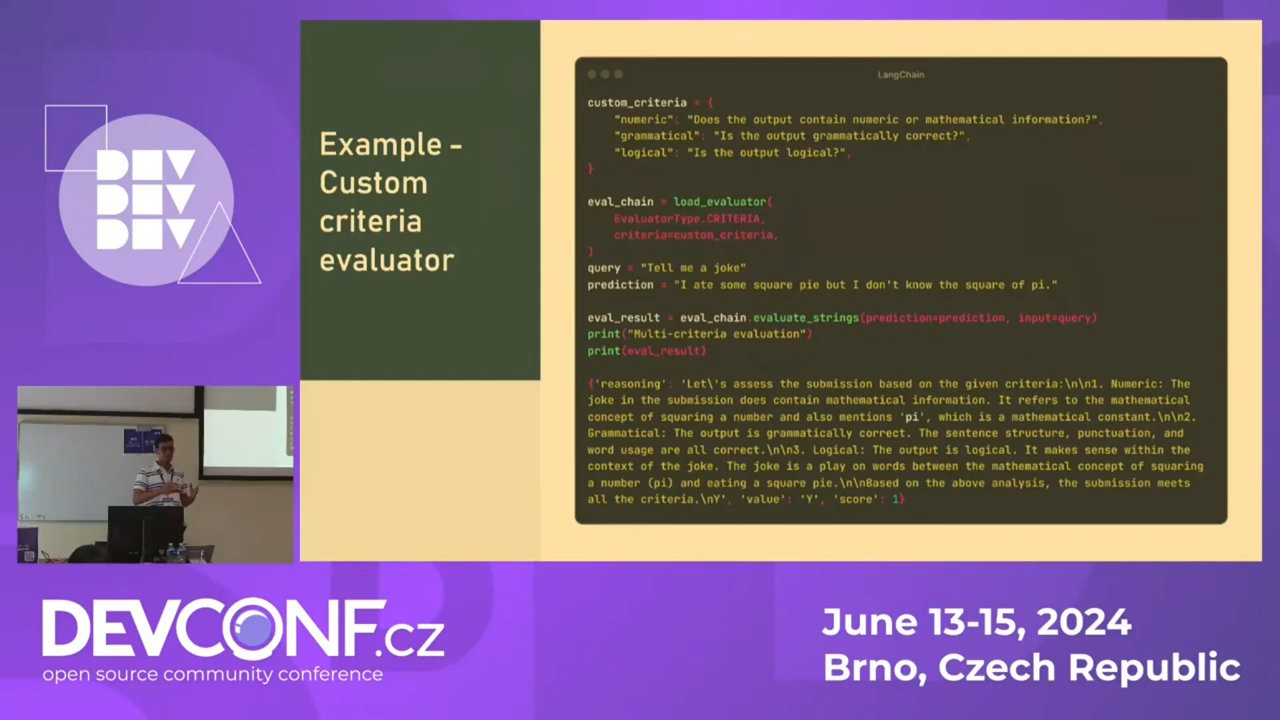 DEV
DEV
DEV
Example -
Custom
criteria
evaluator
LangChain
custom_criteria = {
"numeric": "Does the output contain numeric or mathematical information?",
"grammatical": "Is the output grammatically correct?",
"logical": "Is the output logical?",
}
eval_chain = load_evaluator(
EvaluatorType.CRITERIA,
criteria=custom_criteria,
)
query = "Tell me a joke"
prediction = "I ate some square pie but I don't know the square of pi."
eval_result = eval_chain.evaluate_strings(prediction=prediction, input=query)
print("Multi-criteria evaluation")
print(eval_result)
{'reasoning': 'Let\'s assess the submission based on the given criteria:\n\n1. Numeric: The
joke in the submission does contain mathematical information. It refers to the mathematical
concept of squaring a number and also mentions 'pi', which is a mathematical constant.\n\n2.
Grammatical: The output is grammatically correct. The sentence structure, punctuation, and
word usage are all correct.\n\n3. Logical: The output is logical. It makes sense within the
context of the joke. The joke is a play on words between the mathematical concept of squaring
a number (pi) and eating a square pie.\n\nBased on the above analysis, the submission meets
all the criteria.\nY', 'value': 'Y', 'score': 1}
DEVCONF.cz
open source community conference
June 13-15, 2024
Brno, Czech Republic